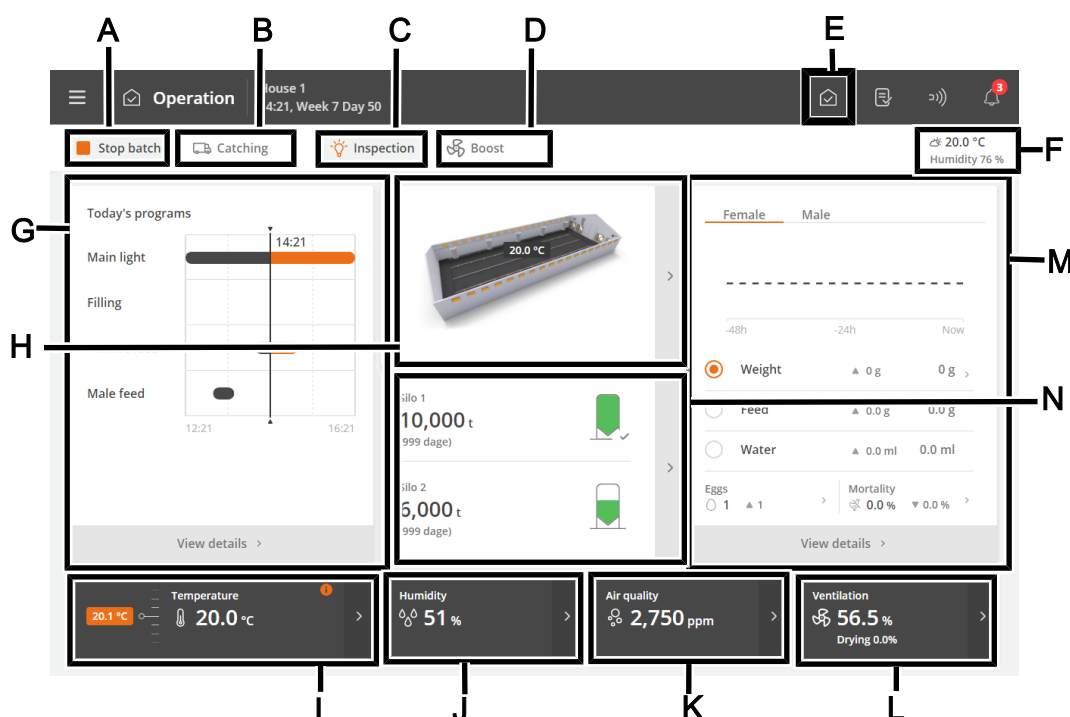 A B C D E
Operation
House 1
14:21, Week 7 Day 50
3
Stop batch Catching Inspection Boost
20.0 °C
Humidity 76 %
F
G
Today's programs
14:21
Main light
Filling
Male feed
12:21 16:21
View details
20.0 °C
H
Silo 1
10,000 t
(999 dage)
Silo 2
6,000 t
(999 dage)
Female Male
M
-48h -24h Now
Weight 0 g 0 g
N
Feed 0.0 g 0.0 g
Water 0.0 ml 0.0 ml
Eggs
1 1
Mortality
0.0 % 0.0 %
View details
Temperature
20.1 °C 20.0 °C
Humidity
51 %
Air quality
2,750 ppm
Ventilation
56.5 %
Drying 0.0%
I J K L